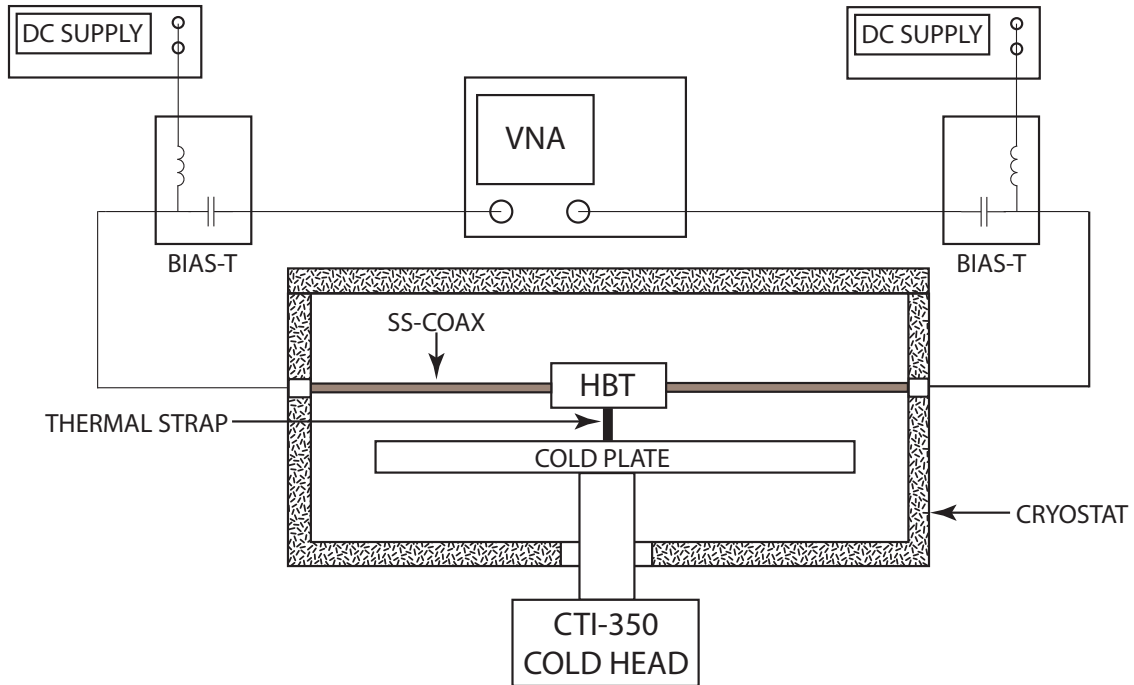 DC SUPPLY
DC SUPPLY
VNA
BIAS-T
BIAS-T
SS-COAX
HBT
THERMAL STRAP
COLD PLATE
CRYOSTAT
CTI-350
COLD HEAD